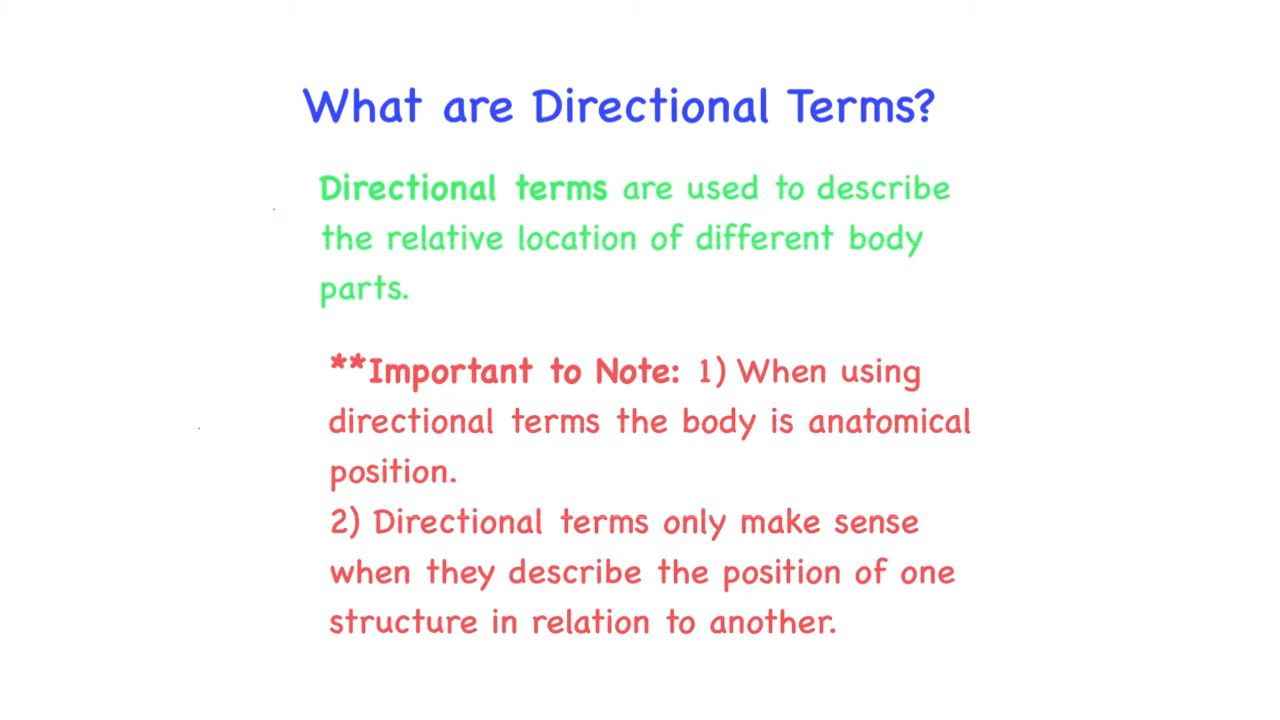 What are Directional Terms?
Directional terms are used to describe
the relative location of different body
parts.
**Important to Note: 1) When using
directional terms the body is anatomical
position.
2) Directional terms only make sense
when they describe the position of one
structure in relation to another.